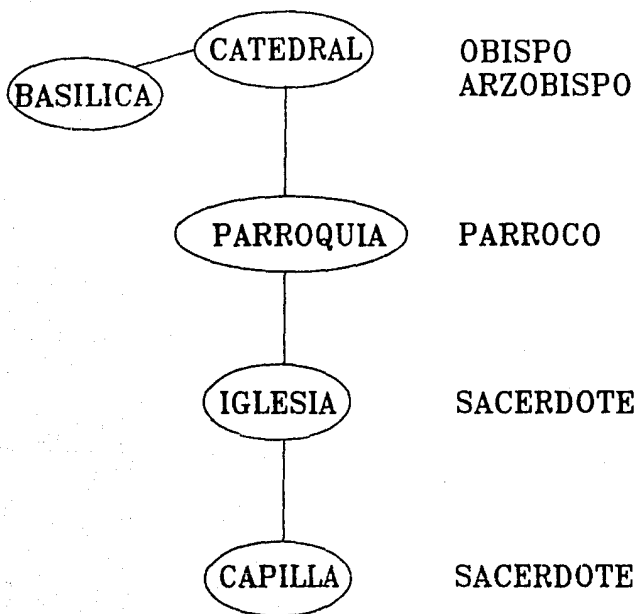 CATEDRAL
OBISPO
ARZOBISPO
BASILICA
PARROQUIA
PARROCO
IGLESIA
SACERDOTE
CAPILLA
SACERDOTE